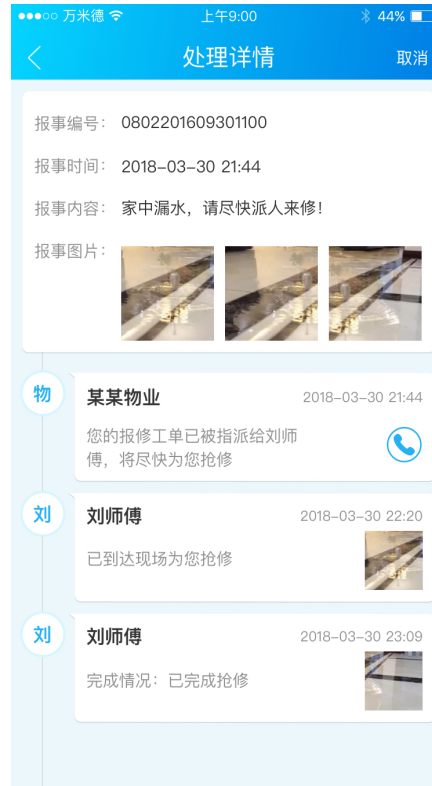 万米德 上午9:00 44%
处理详情 取消
报事编号： 0802201609301100
报事时间： 2018-03-30 21:44
报事内容： 家中漏水，请尽快派人来修！
报事图片：
物 某某物业 2018-03-30 21:44
您的报修工单已被指派给刘师
傅，将尽快为您抢修
刘 刘师傅 2018-03-30 22:20
已到达现场为您抢修
刘 刘师傅 2018-03-30 23:09
完成情况：已完成抢修